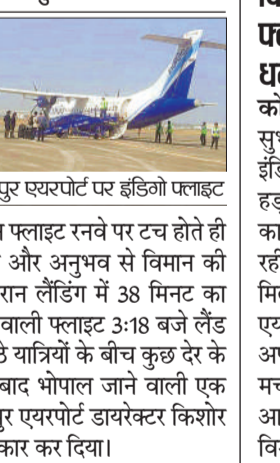 पुर एयरपोर्ट पर इंडिगो फ्लाइट
फ्लाइट रनवे पर टच होते ही
और अनुभव से विमान की
रान लैंडिंग में 38 मिनट का
वाली फ्लाइट 3:18 बजे लैंड
ठे यात्रियों के बीच कुछ देर के
बाद भोपाल जाने वाली एक
पुर एयरपोर्ट डायरेक्टर किशोर
कार कर दिया।
को
सु
इंडि
हड़
का
रही
मि
एय
अप
मच
आ
वि